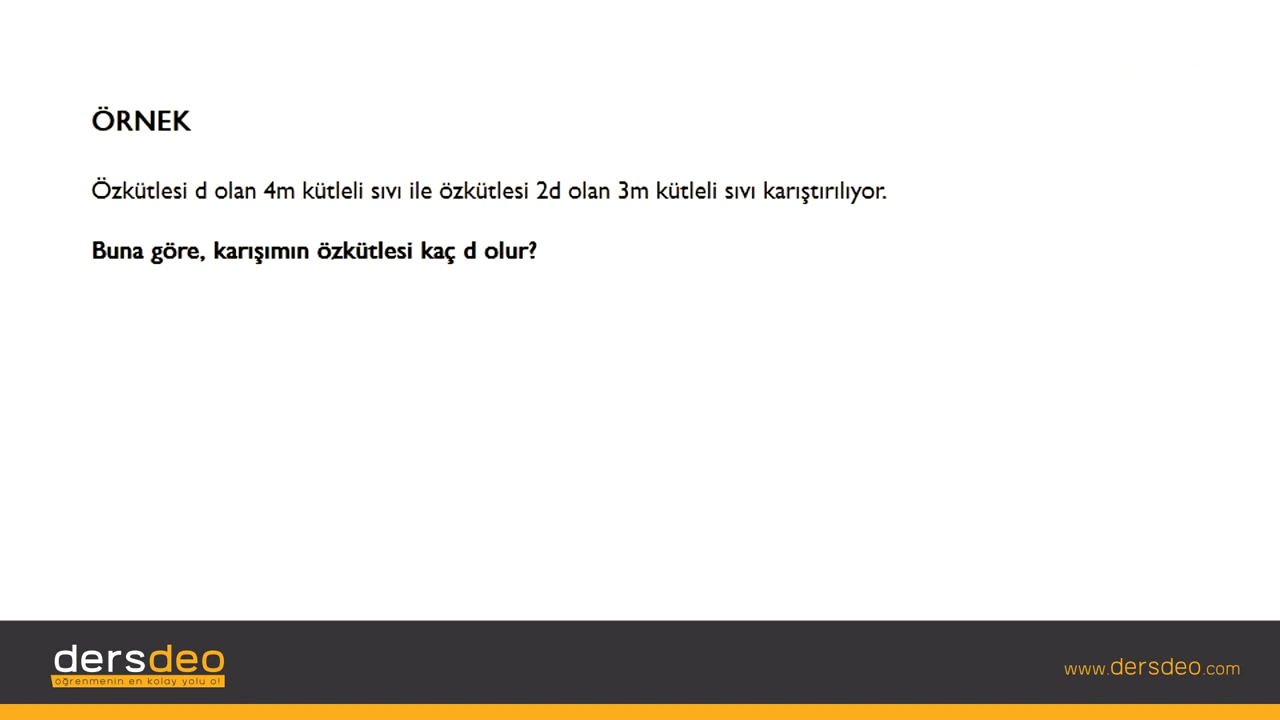 ÖRNEK
Özkütlesi d olan 4m kütleli sıvı ile özkütlesi 2d olan 3m kütleli sıvı karıştırılıyor.
Buna göre, karışımın özkütlesi kaç d olur?
dersdeo
öğrenmenin en kolay yolu o!
www.dersdeo.com